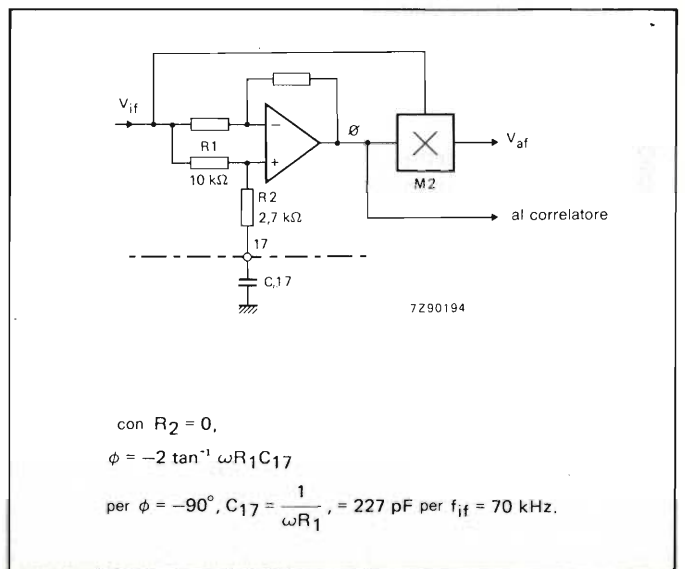 V_if
R1
10 kΩ
−
+
Ø
R2
2,7 kΩ
17
C,17
M2
V_af
al correlatore
7Z90194
con R₂ = 0,
ϕ = −2 tan⁻¹ ωR₁C₁₇
per ϕ = −90°, C₁₇ = 1/ωR₁ , = 227 pF per f_if = 70 kHz.